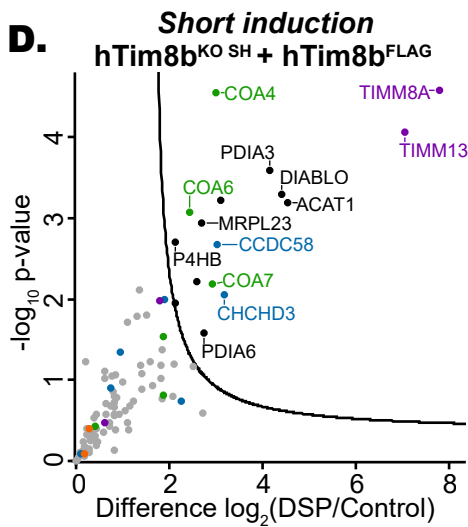 D.
Short induction
hTim8b^KO SH + hTim8b^FLAG
COA4
TIMM8A
TIMM13
PDIA3
DIABLO
ACAT1
COA6
MRPL23
CCDC58
P4HB
COA7
CHCHD3
PDIA6
-log10 p-value
4
3
2
1
0
0
2
4
6
8
Difference log2(DSP/Control)